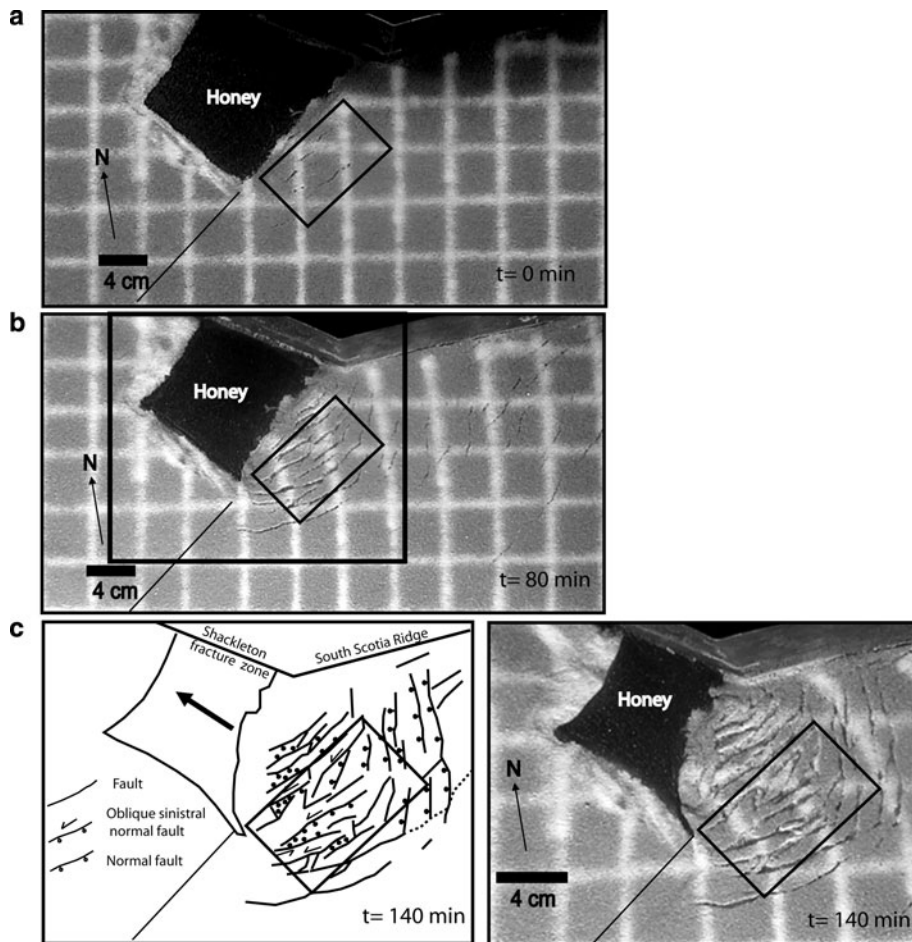 a
Honey
N
4 cm
t= 0 min
b
Honey
N
4 cm
t= 80 min
c
Shackleton
fracture zone
South Scotia Ridge
Fault
Oblique sinistral
normal fault
Normal fault
t= 140 min
Honey
N
4 cm
t= 140 min